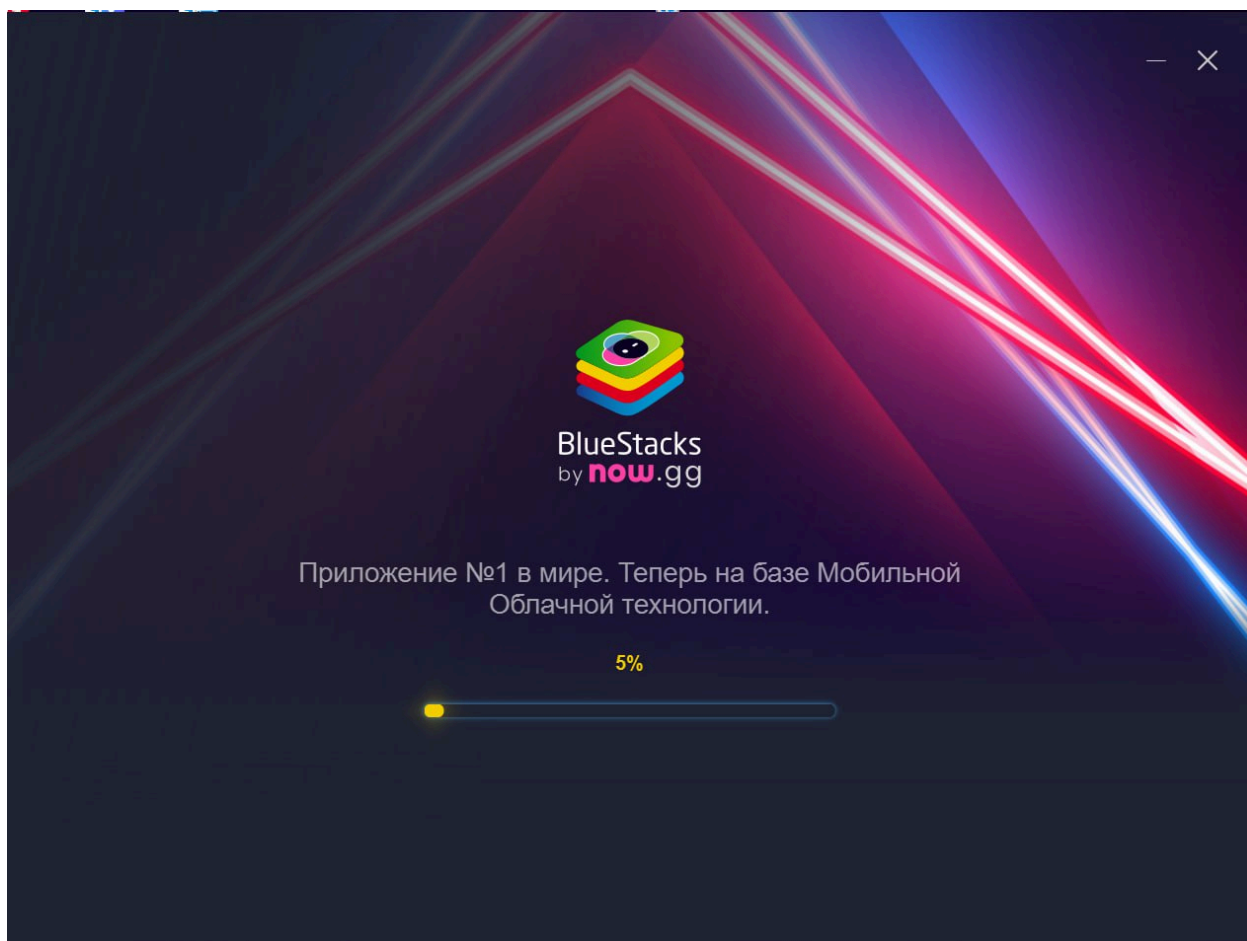 BlueStacks
by now.gg
Приложение №1 в мире. Теперь на базе Мобильной
Облачной технологии.
5%